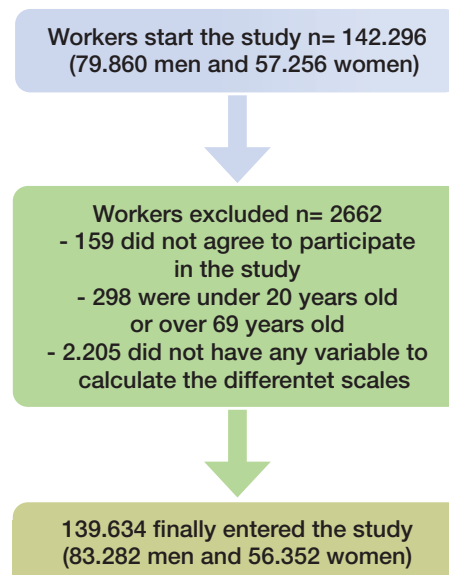 Workers start the study n= 142.296
(79.860 men and 57.256 women)
Workers excluded n= 2662
- 159 did not agree to participate
in the study
- 298 were under 20 years old
or over 69 years old
- 2.205 did not have any variable to
calculate the differentet scales
139.634 finally entered the study
(83.282 men and 56.352 women)